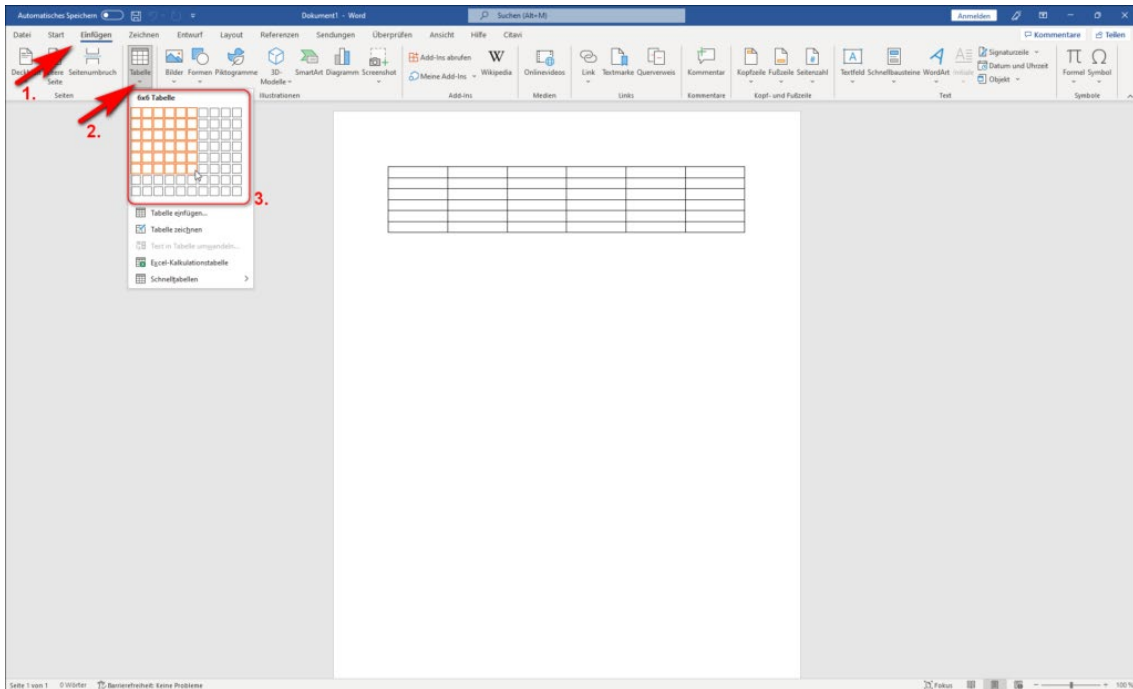 Automatisches Speichern
Dokument1 - Word
Suchen (Alt+M)
Anmelden
Datei Start Einfügen Zeichnen Entwurf Layout Referenzen Sendungen Überprüfen Ansicht Hilfe Citavi
Kommentare Teilen
Seite Seitenumbruch
Tabelle
Bilder Formen Piktogramme 3D-Modelle SmartArt Diagramm Screenshot
Add-Ins abrufen
Meine Add-Ins
Wikipedia
Onlinevideos
Link Textmarke Querverweis
Kommentar
Kopfzeile Fußzeile Seitenzahl
Textfeld Schnellbausteine WordArt Initiale
Signaturzeile
Datum und Uhrzeit
Objekt
Formel Symbol
Seiten Illustrationen Add-Ins Medien Links Kommentare Kopf- und Fußzeile Text Symbole
1.
2.
6x6 Tabelle
3.
Tabelle einfügen...
Tabelle zeichnen
Text in Tabelle umwandeln...
Excel-Kalkulationstabelle
Schnelltabellen
Seite 1 von 1 0 Wörter Barrierefreiheit: Keine Probleme
Fokus
100 %